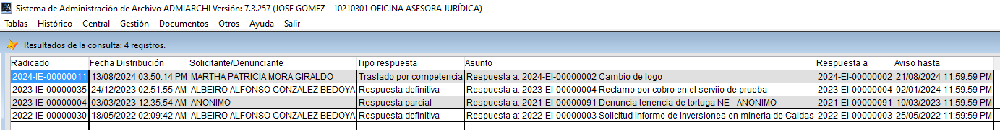 Sistema de Administración de Archivo ADMIARCHI Versión: 7.3.257 (JOSE GOMEZ - 10210301 OFICINA ASESORA JURÍDICA)
Tablas Histórico Central Gestión Documentos Otros Ayuda Salir
Resultados de la consulta: 4 registros.
Radicado Fecha Distribución Solicitante/Denunciante Tipo respuesta Asunto Respuesta a Aviso hasta
2024-IE-00000011 13/08/2024 03:50:14 PM MARTHA PATRICIA MORA GIRALDO Traslado por competencia Respuesta a: 2024-EI-00000002 Cambio de logo 2024-EI-00000002 21/08/2024 11:59:59 PM
2023-IE-00000035 24/12/2023 02:51:55 AM ALBEIRO ALFONSO GONZALEZ BEDOYA Respuesta definitiva Respuesta a: 2023-EI-00000004 Reclamo por cobro en el serviio de prueba 2023-EI-00000004 02/01/2024 11:59:59 PM
2023-IE-00000004 03/03/2023 12:35:54 AM ANONIMO Respuesta parcial Respuesta a: 2021-EI-00000091 Denuncia tenencia de tortuga NE - ANONIMO 2021-EI-00000091 10/03/2023 11:59:59 PM
2022-IE-00000030 18/05/2022 02:09:42 AM ALBEIRO ALFONSO GONZALEZ BEDOYA Respuesta definitiva Respuesta a: 2022-EI-00000003 Solicitud informe de inversiones en mineria de Caldas 2022-EI-00000003 25/05/2022 11:59:59 PM